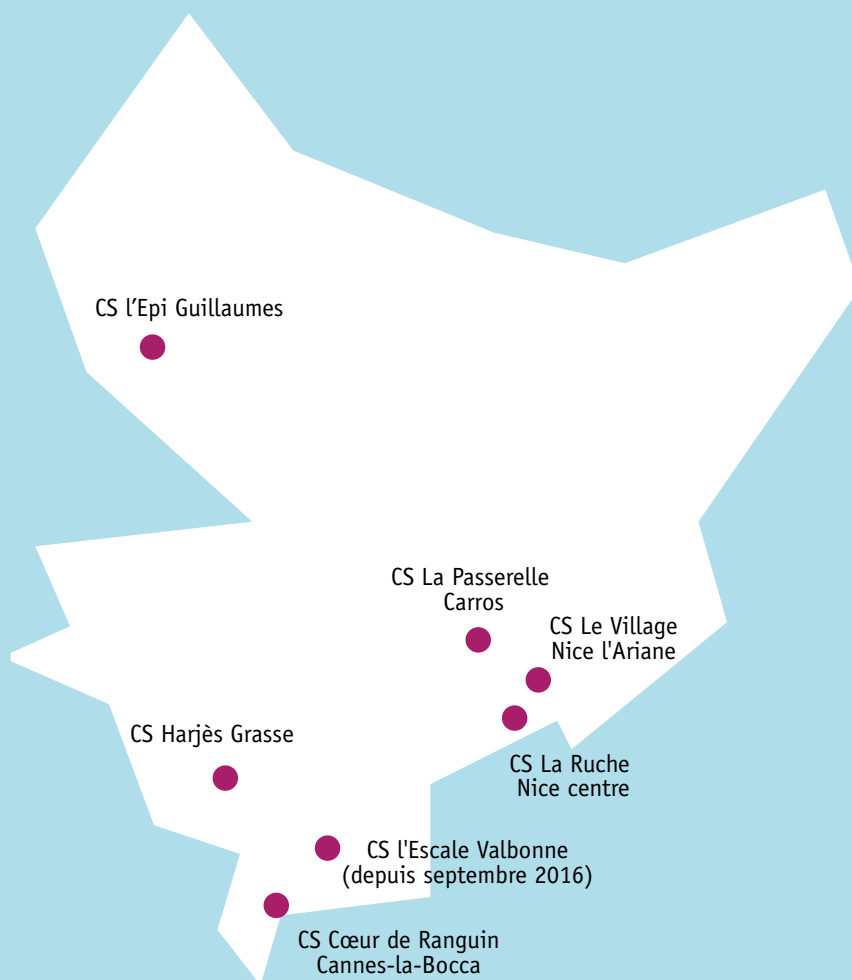 CS l’Epi Guillaumes
CS La Passerelle
Carros
CS Le Village
Nice l'Ariane
CS Harjès Grasse
CS La Ruche
Nice centre
CS l'Escale Valbonne
(depuis septembre 2016)
CS Cœur de Ranguin
Cannes-la-Bocca